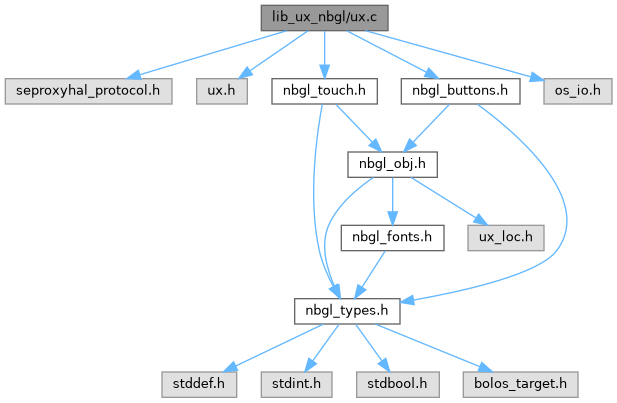 lib_ux_nbgl/ux.c
seproxyhal_protocol.h
ux.h
nbgl_touch.h
nbgl_buttons.h
os_io.h
nbgl_obj.h
nbgl_fonts.h
ux_loc.h
nbgl_types.h
stddef.h
stdint.h
stdbool.h
bolos_target.h